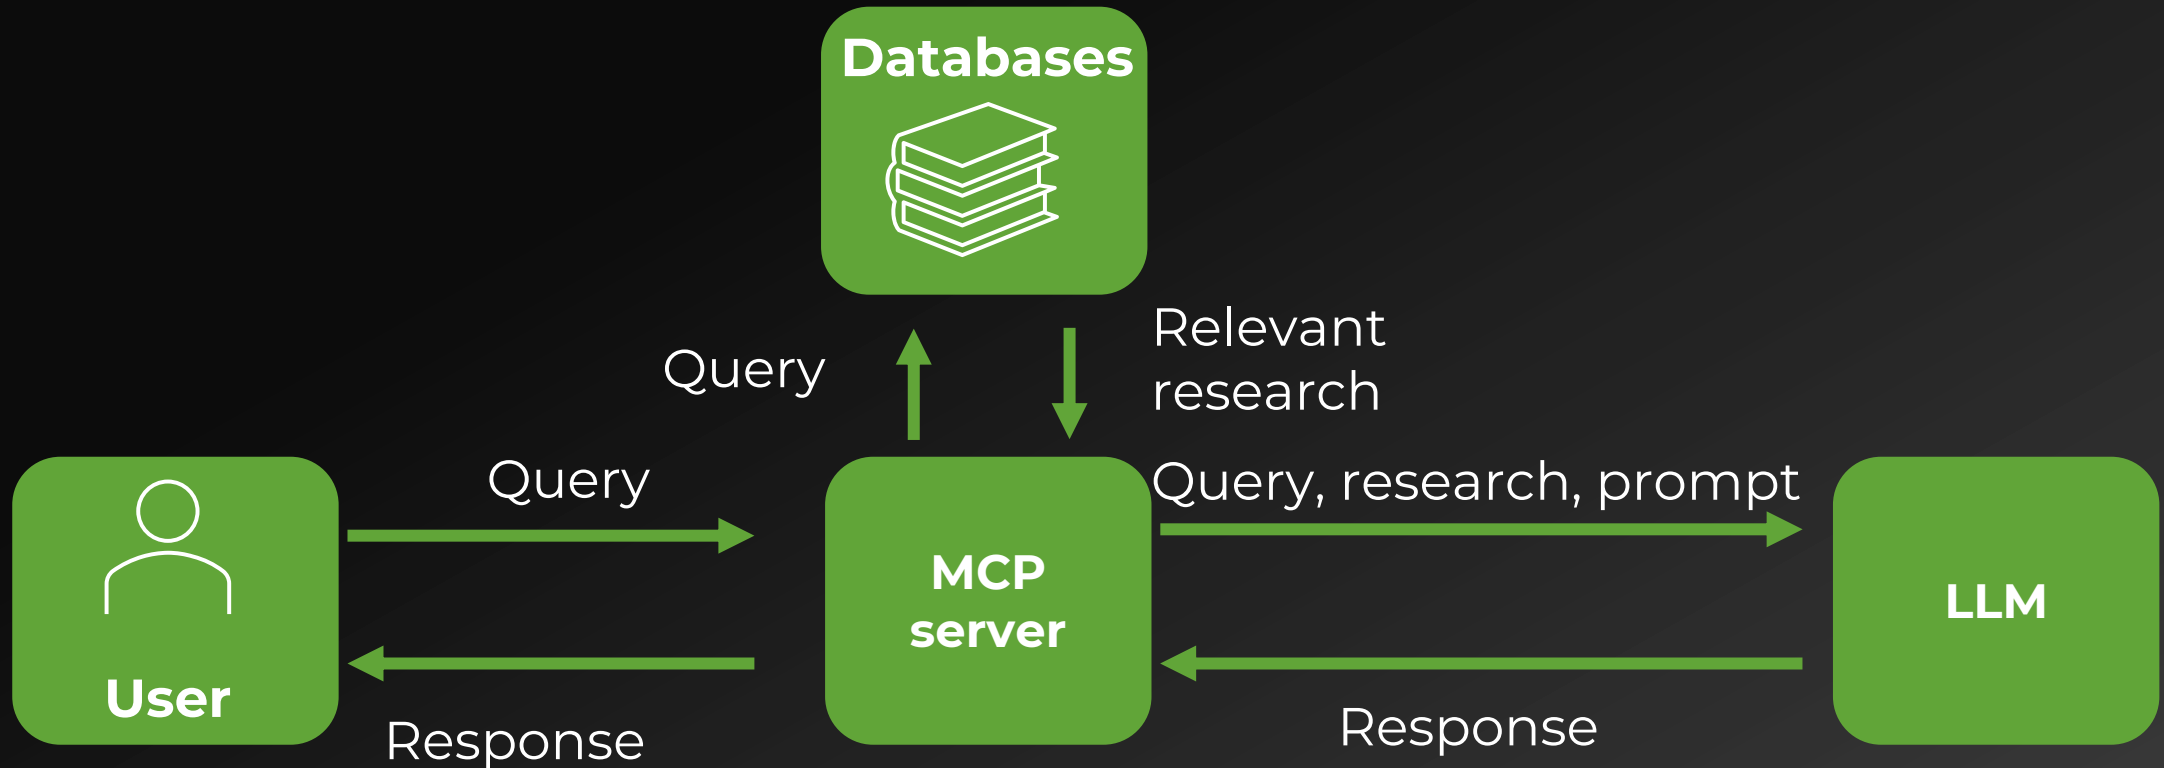 Databases
Relevant
research
Query
Query
Query, research, prompt
MCP
server
LLM
User
Response
Response